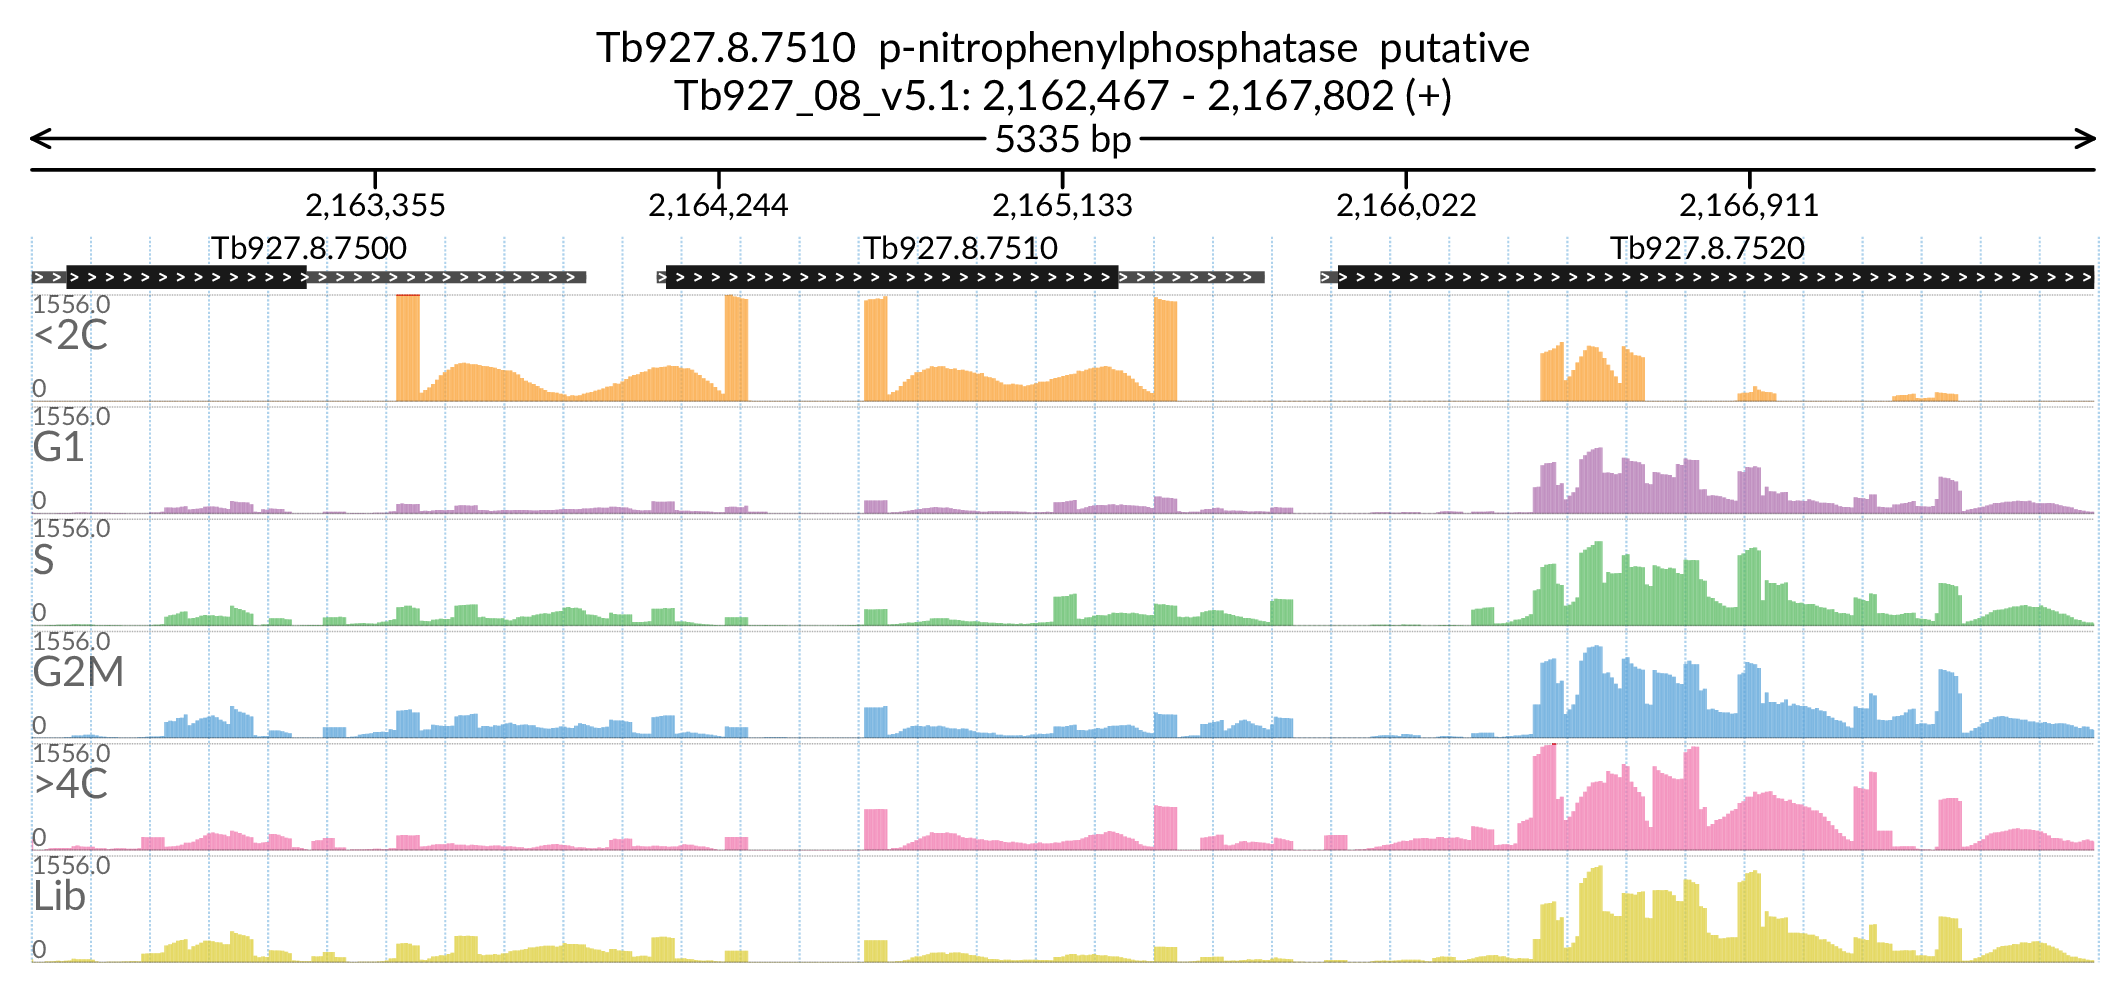 Tb927.8.7510 p-nitrophenylphosphatase putative
Tb927_08_v5.1: 2,162,467 - 2,167,802 (+)
5335 bp
2,163,355 2,164,244 2,165,133 2,166,022 2,166,911
Tb927.8.7500 Tb927.8.7510 Tb927.8.7520
1556.0
<2C
0
1556.0
G1
0
1556.0
S
0
1556.0
G2M
0
1556.0
>4C
0
1556.0
Lib
0